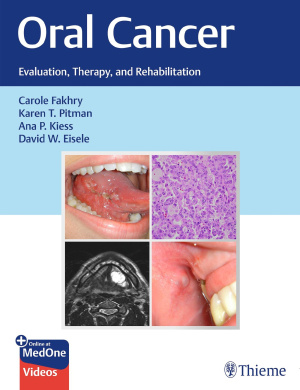 Oral Cancer
Evaluation, Therapy, and Rehabilitation
Carole Fakhry
Karen T. Pitman
Ana P. Kiess
David W. Eisele
+ Online at
MedOne
Videos
Thieme